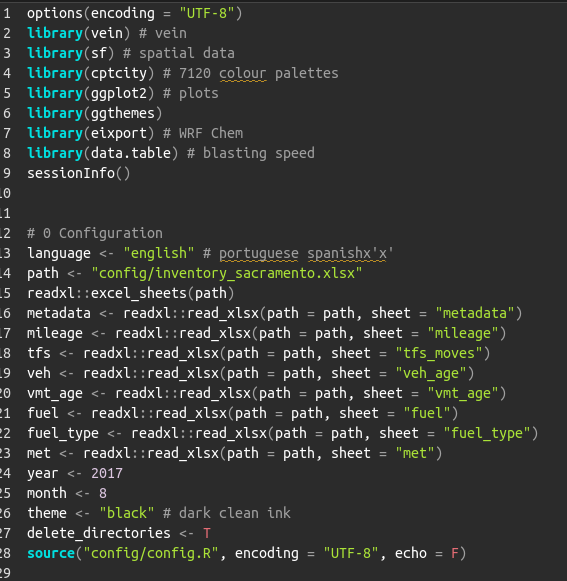 1 options(encoding = "UTF-8")
2 library(vein) # vein
3 library(sf) # spatial data
4 library(cptcity) # 7120 colour palettes
5 library(ggplot2) # plots
6 library(ggthemes)
7 library(eixport) # WRF Chem
8 library(data.table) # blasting speed
9 sessionInfo()
10
11
12 # 0 Configuration
13 language <- "english" # portuguese spanishx'x'
14 path <- "config/inventory_sacramento.xlsx"
15 readxl::excel_sheets(path)
16 metadata <- readxl::read_xlsx(path = path, sheet = "metadata")
17 mileage <- readxl::read_xlsx(path = path, sheet = "mileage")
18 tfs <- readxl::read_xlsx(path = path, sheet = "tfs_moves")
19 veh <- readxl::read_xlsx(path = path, sheet = "veh_age")
20 vmt_age <- readxl::read_xlsx(path = path, sheet = "vmt_age")
21 fuel <- readxl::read_xlsx(path = path, sheet = "fuel")
22 fuel_type <- readxl::read_xlsx(path = path, sheet = "fuel_type")
23 met <- readxl::read_xlsx(path = path, sheet = "met")
24 year <- 2017
25 month <- 8
26 theme <- "black" # dark clean ink
27 delete_directories <- T
28 source("config/config.R", encoding = "UTF-8", echo = F)
29